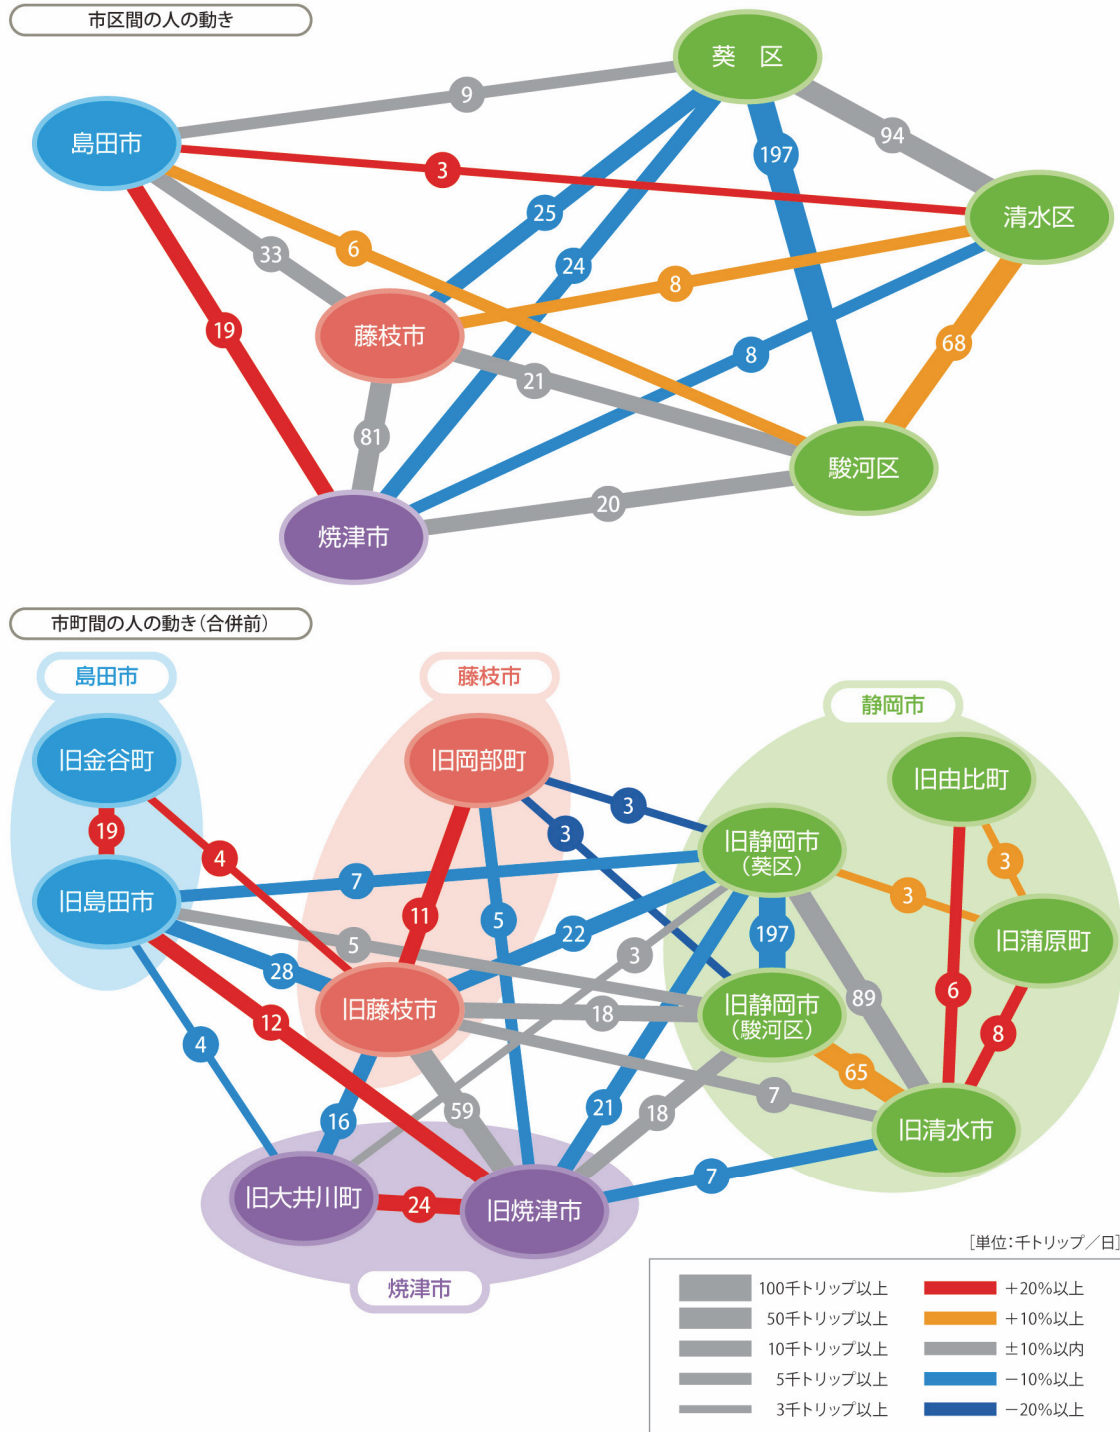 市区間の人の動き
葵 区
9
島田市
94
197
3
清水区
25
6
24
33
8
藤枝市
19
68
8
21
81
駿河区
20
焼津市
市町間の人の動き（合併前）
島田市
藤枝市
静岡市
旧金谷町
旧岡部町
旧由比町
3
19
3
旧静岡市
（葵区）
4
3
7
旧島田市
3
11
5
22
197
旧蒲原町
5
3
28
6
89
旧藤枝市
18
旧静岡市
（駿河区）
12
8
4
65
7
59
21
18
16
旧清水市
7
旧大井川町
24
旧焼津市
焼津市
［単位：千トリップ／日］
100千トリップ以上 ＋20％以上
50千トリップ以上 ＋10％以上
10千トリップ以上 ±10％以内
5千トリップ以上 －10％以上
3千トリップ以上 －20％以上